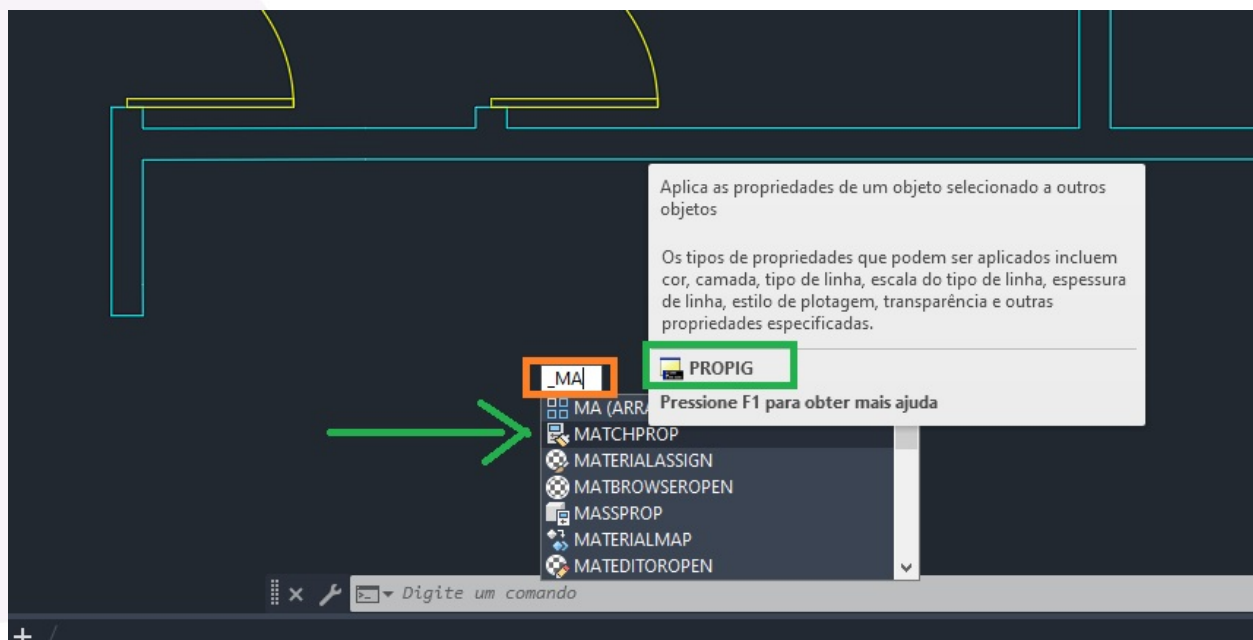 Aplica as propriedades de um objeto selecionado a outros
objetos
Os tipos de propriedades que podem ser aplicados incluem
cor, camada, tipo de linha, escala do tipo de linha, espessura
de linha, estilo de plotagem, transparência e outras
propriedades especificadas.
PROPIG
Pressione F1 para obter mais ajuda
_MA
MA (ARRA
MATCHPROP
MATERIALASSIGN
MATBROWSEROPEN
MASSPROP
MATERIALMAP
MATEDITOROPEN
Digite um comando